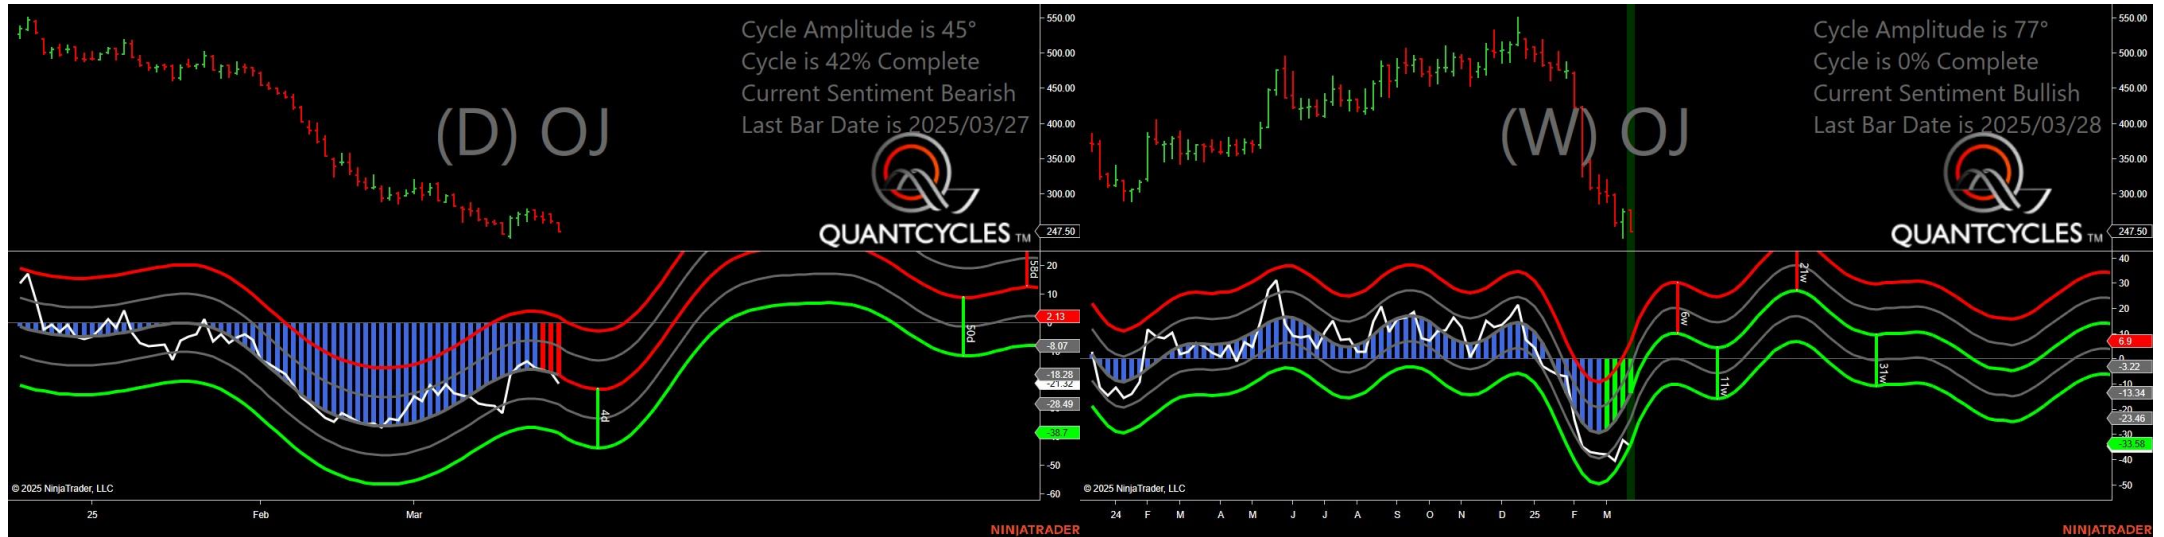 Cycle Amplitude is 45°
Cycle is 42% Complete
Current Sentiment Bearish
Last Bar Date is 2025/03/27
(D) OJ
QUANTCYCLES TM
550.00
500.00
450.00
400.00
350.00
300.00
247.50
58d
50d
4d
20
10
2.13
-8.07
-18.28
-21.32
-28.49
-38.7
-50
-60
© 2025 NinjaTrader, LLC
25 Feb Mar
NINJATRADER
Cycle Amplitude is 77°
Cycle is 0% Complete
Current Sentiment Bullish
Last Bar Date is 2025/03/28
(W) OJ
QUANTCYCLES TM
550.00
500.00
450.00
400.00
350.00
300.00
247.50
6w
11w
21w
31w
40
30
20
10
6.9
0
-3.22
-10
-13.34
-20
-23.46
-30
-33.58
-40
-50
© 2025 NinjaTrader, LLC
24 F M A M J J A S O N D 25 F M
NINJATRADER